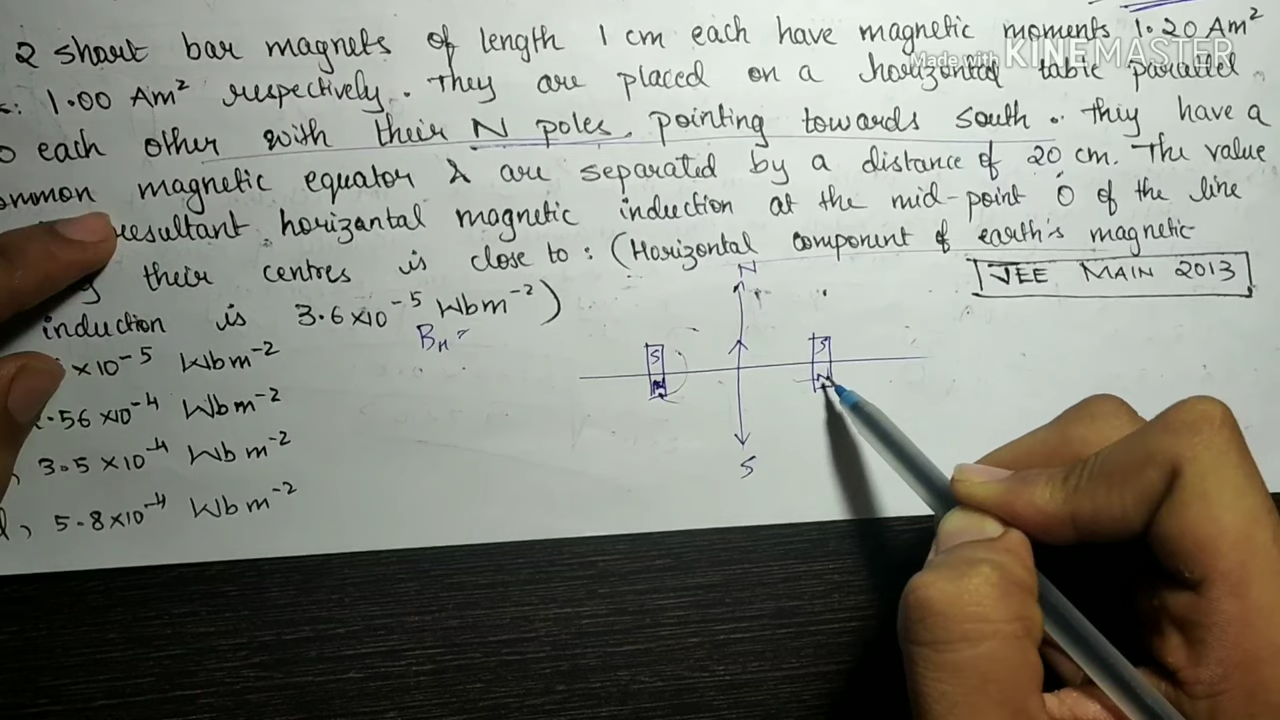 2 short bar magnets of length 1 cm each have magnetic moments 1.20 Am²
Made with KINEMASTER
1.00 Am² respectively. They are placed on a horizontal table parallel
each other with their N poles, pointing towards south. they have a
magnetic equator & are separated by a distance of 20 cm. The value
resultant horizontal magnetic induction at the mid-point O of the line
their centres is close to: (Horizontal component of earth's magnetic
induction is 3.6×10⁻⁵ Wbm⁻²)
JEE MAIN 2013
N
B_H =
×10⁻⁵ Wbm⁻²
S
S
N
.56×10⁻⁴ Wbm⁻²
3.5×10⁻⁴ Wbm⁻²
S
5.8×10⁻⁴ Wbm⁻²